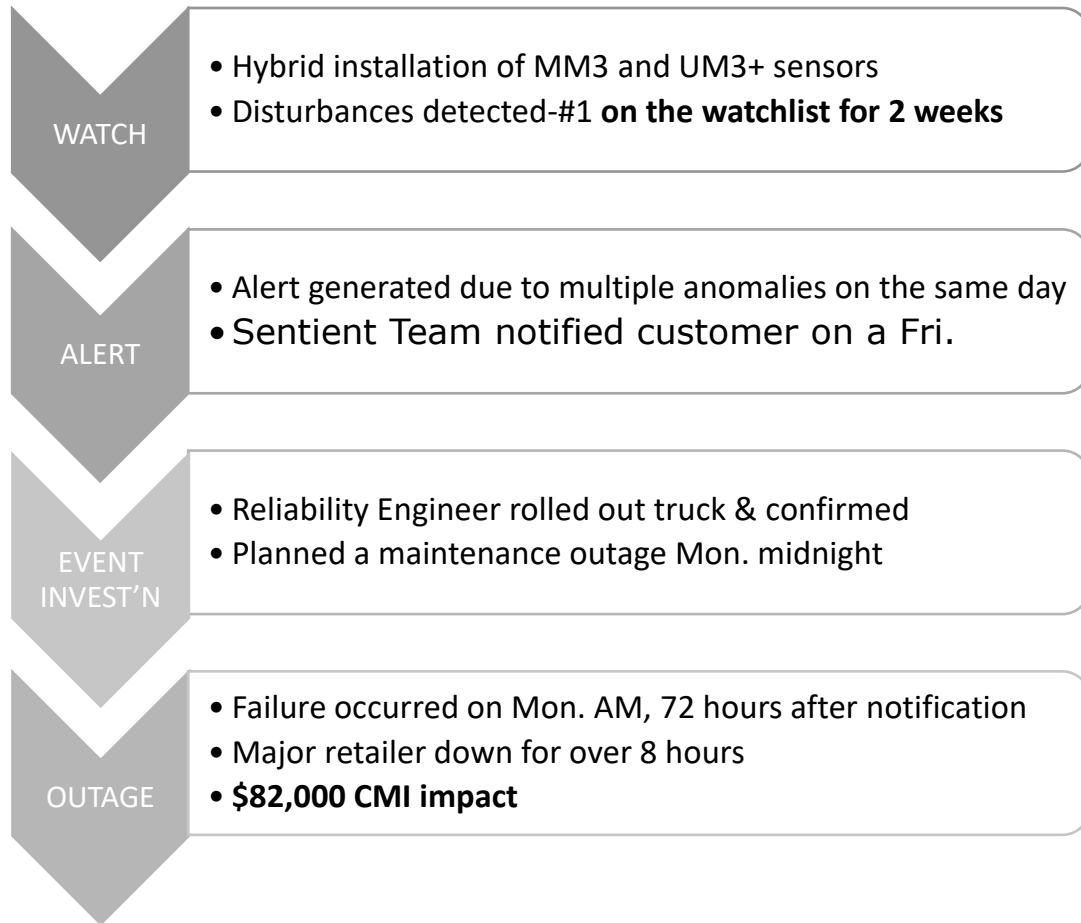 WATCH
• Hybrid installation of MM3 and UM3+ sensors
• Disturbances detected-#1 on the watchlist for 2 weeks
ALERT
• Alert generated due to multiple anomalies on the same day
• Sentient Team notified customer on a Fri.
EVENT
INVEST’N
• Reliability Engineer rolled out truck & confirmed
• Planned a maintenance outage Mon. midnight
OUTAGE
• Failure occurred on Mon. AM, 72 hours after notification
• Major retailer down for over 8 hours
• $82,000 CMI impact